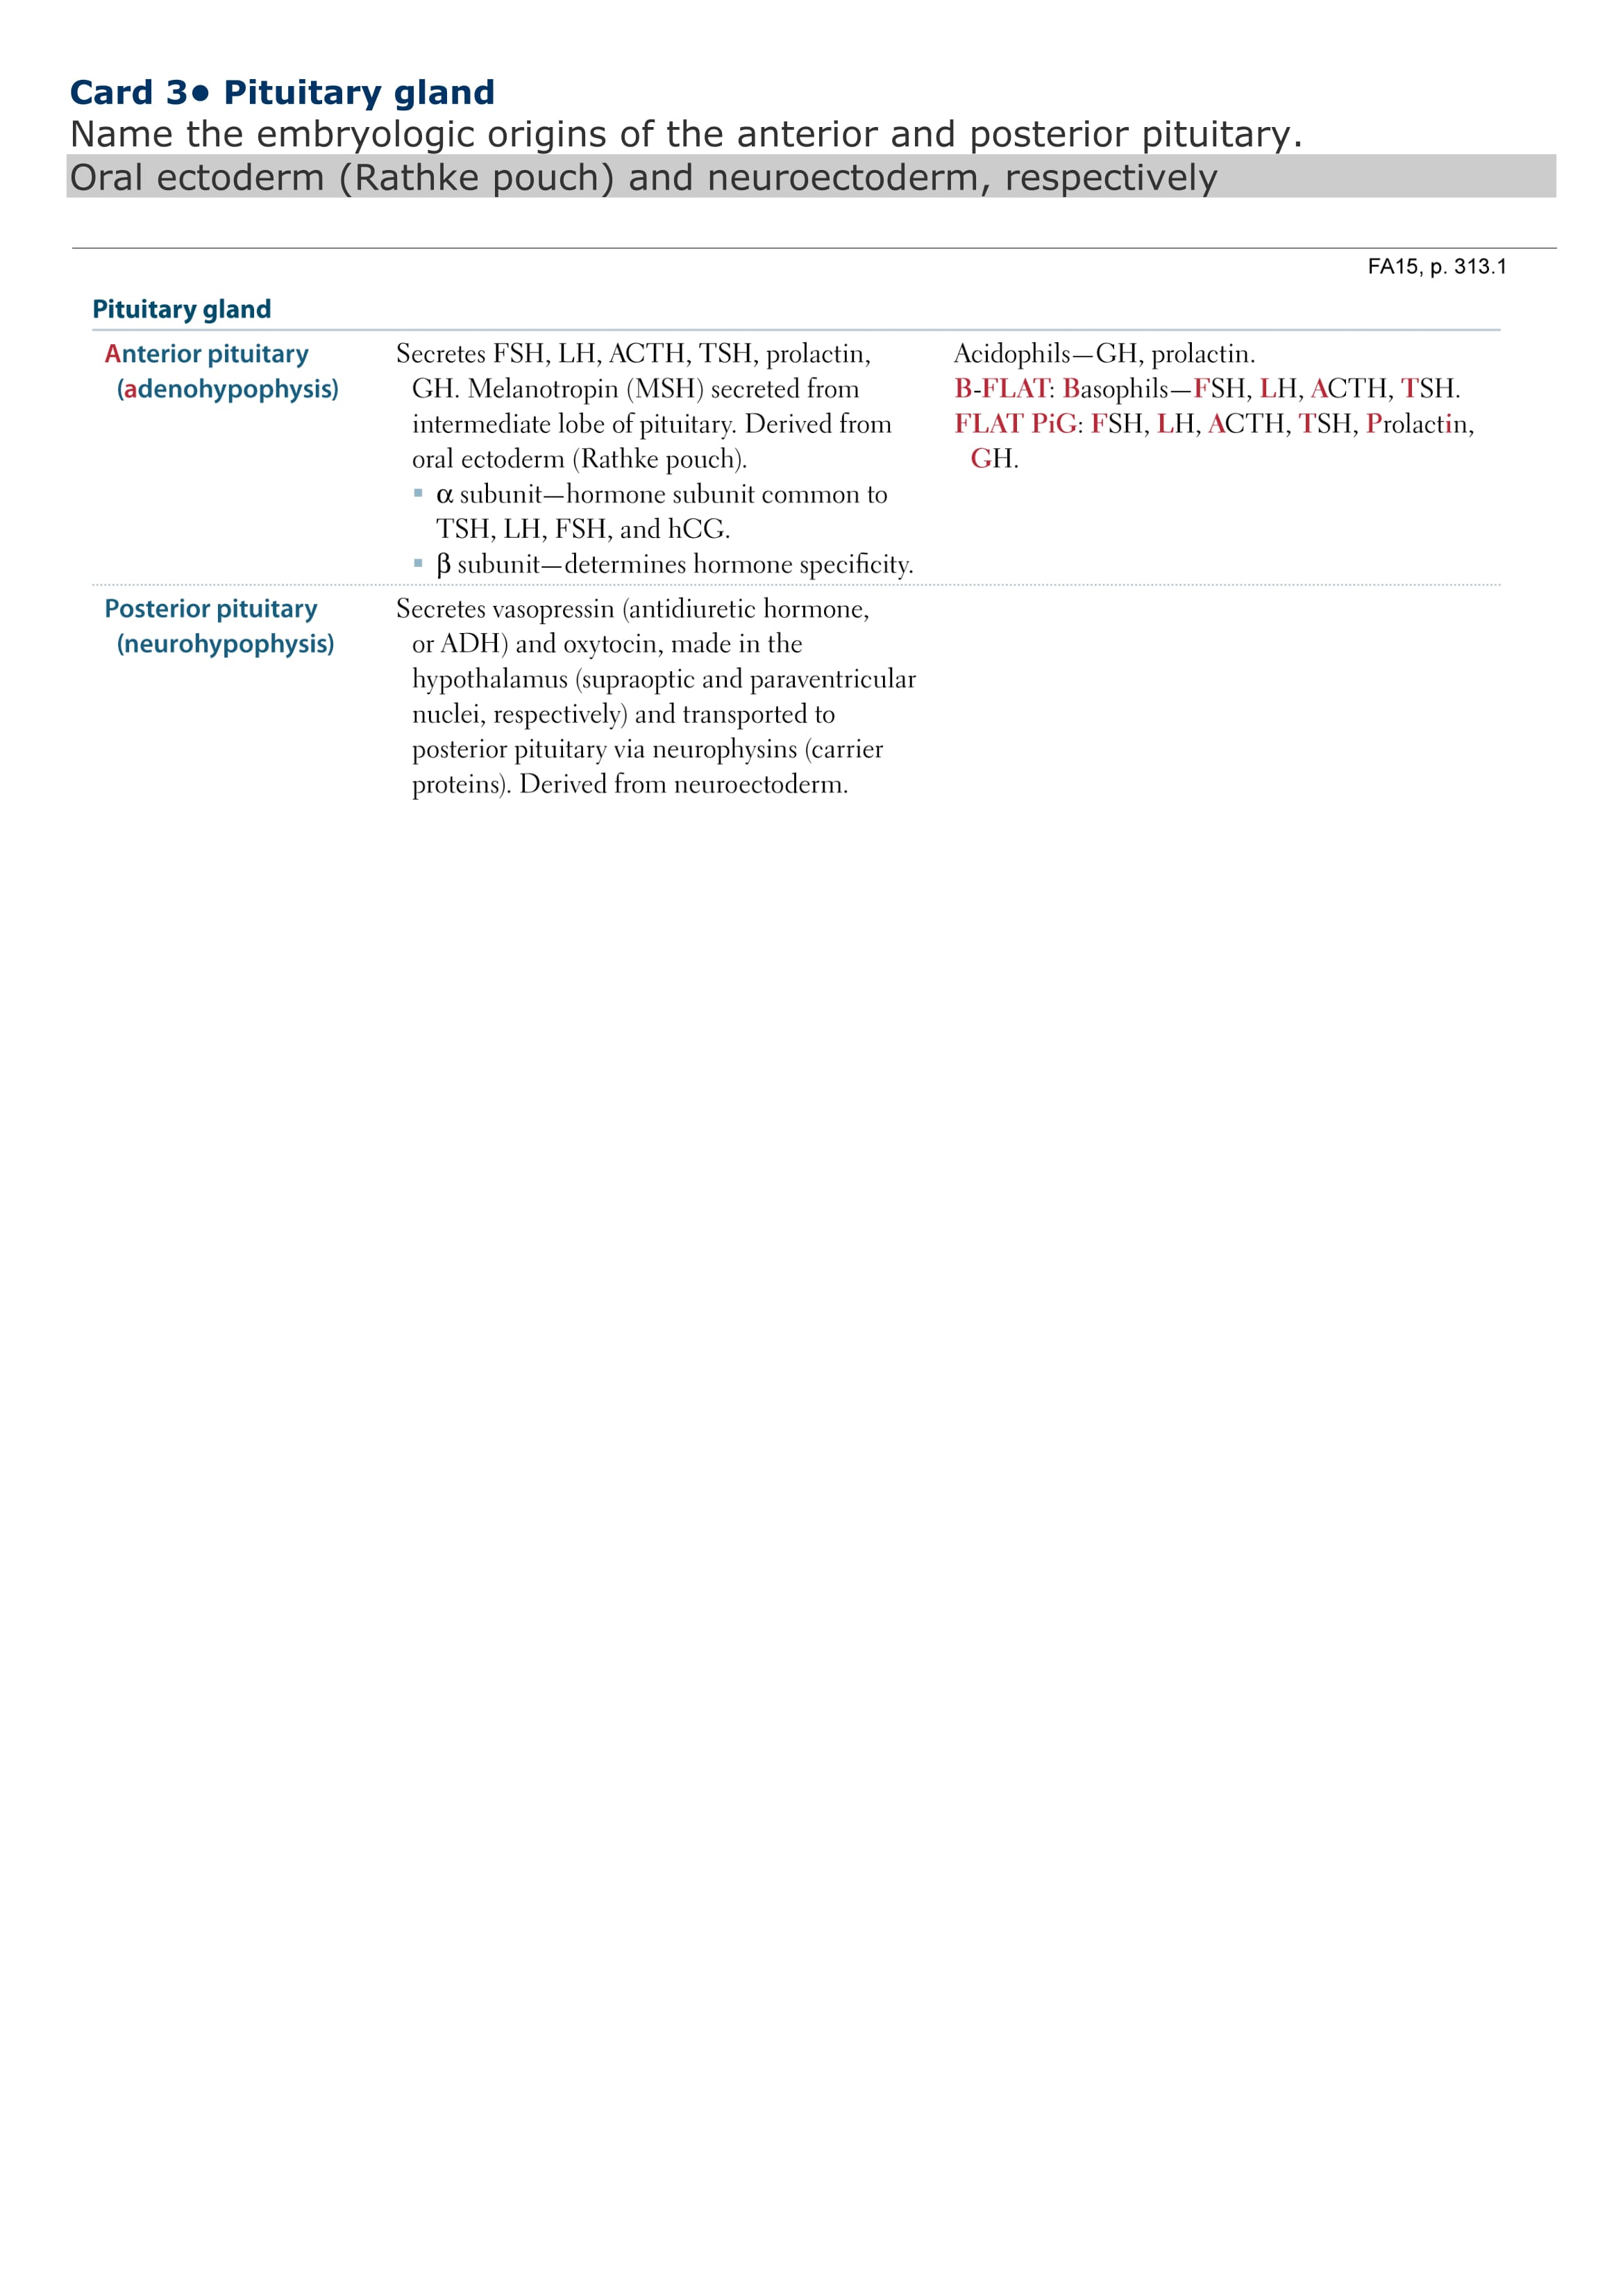 Card 3● Pituitary gland
Name the embryologic origins of the anterior and posterior pituitary.
Oral ectoderm (Rathke pouch) and neuroectoderm, respectively
FA15, p. 313.1
Pituitary gland
Anterior pituitary
(adenohypophysis)
Secretes FSH, LH, ACTH, TSH, prolactin,
GH. Melanotropin (MSH) secreted from
intermediate lobe of pituitary. Derived from
oral ectoderm (Rathke pouch).
▪ α subunit—hormone subunit common to
TSH, LH, FSH, and hCG.
▪ β subunit—determines hormone specificity.
Acidophils—GH, prolactin.
B-FLAT: Basophils—FSH, LH, ACTH, TSH.
FLAT PiG: FSH, LH, ACTH, TSH, Prolactin,
GH.
Posterior pituitary
(neurohypophysis)
Secretes vasopressin (antidiuretic hormone,
or ADH) and oxytocin, made in the
hypothalamus (supraoptic and paraventricular
nuclei, respectively) and transported to
posterior pituitary via neurophysins (carrier
proteins). Derived from neuroectoderm.